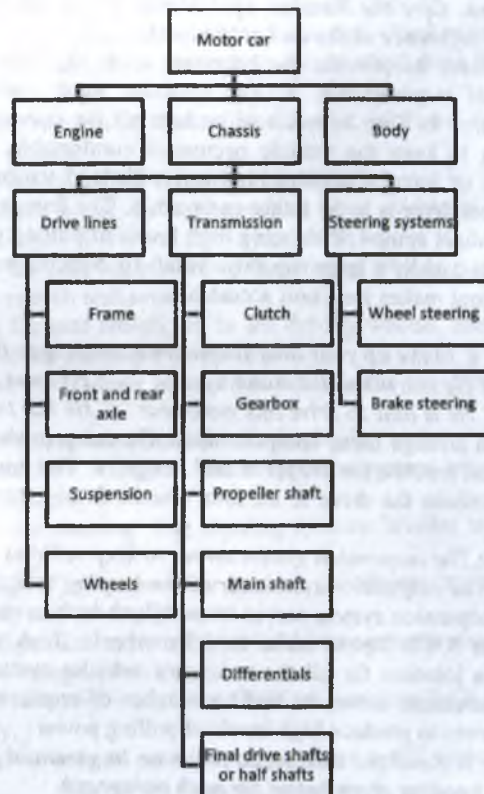 Motor car
Engine
Chassis
Body
Drive lines
Transmission
Steering systems
Frame
Clutch
Wheel steering
Front and rear
axle
Gearbox
Brake steering
Suspension
Propeller shaft
Wheels
Main shaft
Differentials
Final drive shafts
or half shafts